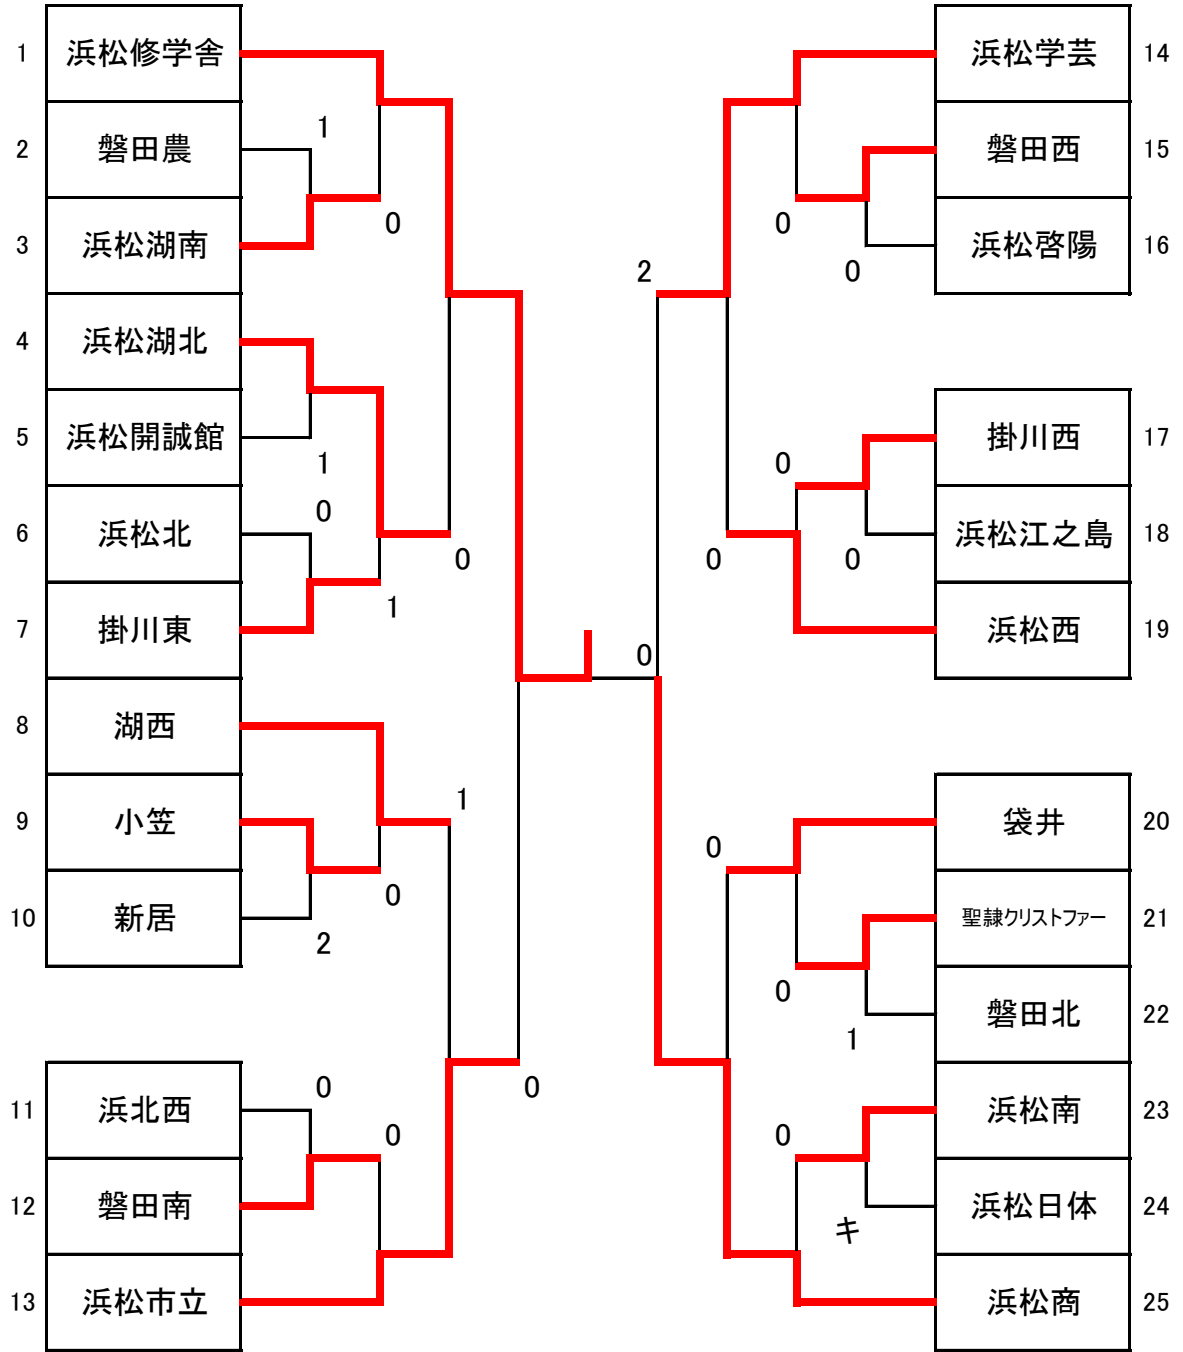 1 浜松修学舎
2 磐田農
3 浜松湖南
4 浜松湖北
5 浜松開誠館
6 浜松北
7 掛川東
8 湖西
9 小笠
10 新居
11 浜北西
12 磐田南
13 浜松市立
1
0
1
0
1
0
0
2
1
0
0
0
2
0
0
0
0
0
0
0
0
1
0
キ
浜松学芸 14
磐田西 15
浜松啓陽 16
掛川西 17
浜松江之島 18
浜松西 19
袋井 20
聖隷クリストファー 21
磐田北 22
浜松南 23
浜松日体 24
浜松商 25